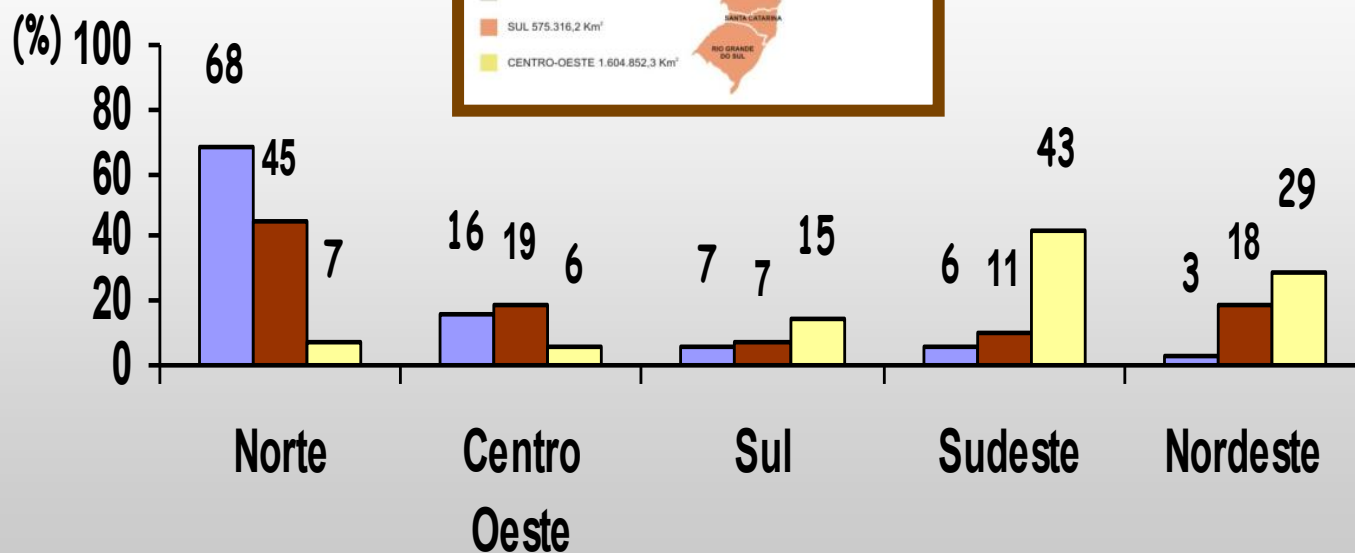 SANTA CATARINA
SUL 575.316,2 Km²
RIO GRANDE
DO SUL
CENTRO-OESTE 1.604.852,3 Km²
(%)
100
80
60
40
20
0
68
45
7
16
19
6
7
7
15
6
11
43
3
18
29
Norte
Centro
Oeste
Sul
Sudeste
Nordeste